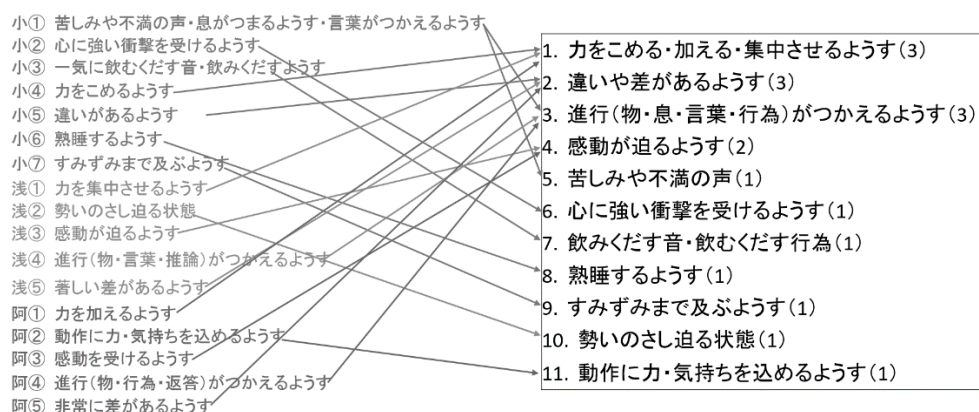 小① 苦しみや不満の声・息がつまるようす・言葉がつかえるようす
小② 心に強い衝撃を受けるようす
小③ 一気に飲むくだす音・飲みくだすようす
小④ 力をこめるようす
小⑤ 違いがあるようす
小⑥ 熟睡するようす
小⑦ すみずみまで及ぶようす
浅① 力を集中させるようす
浅② 勢いのさし迫る状態
浅③ 感動が迫るようす
浅④ 進行(物・言葉・推論)がつかえるようす
浅⑤ 著しい差があるようす
阿① 力を加えるようす
阿② 動作に力・気持ちを込めるようす
阿③ 感動を受けるようす
阿④ 進行(物・行為・返答)がつかえるようす
阿⑤ 非常に差があるようす
1. 力をこめる・加える・集中させるようす(3)
2. 違いや差があるようす(3)
3. 進行(物・息・言葉・行為)がつかえるようす(3)
4. 感動が迫るようす(2)
5. 苦しみや不満の声(1)
6. 心に強い衝撃を受けるようす(1)
7. 飲みくだす音・飲むくだす行為(1)
8. 熟睡するようす(1)
9. すみずみまで及ぶようす(1)
10. 勢いのさし迫る状態(1)
11. 動作に力・気持ちを込めるようす(1)